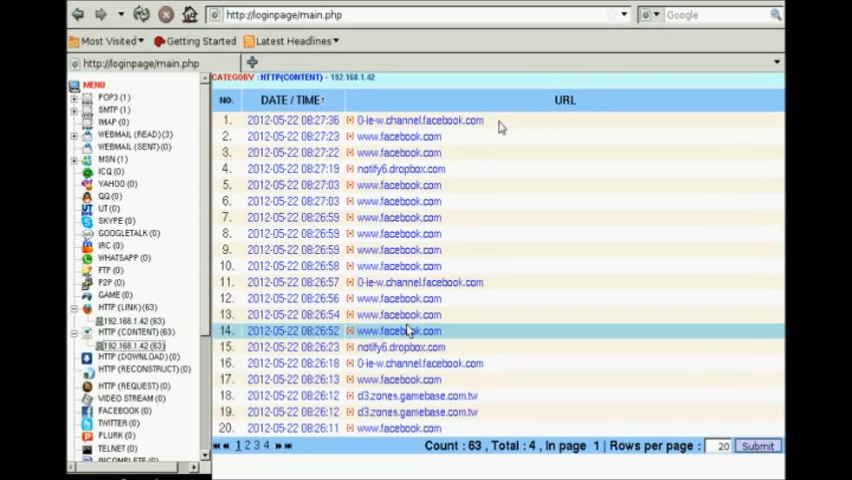 http://loginpage/main.php
Google
Most Visited
Getting Started
Latest Headlines
http://loginpage/main.php
MENU
POP3 (1)
SMTP (1)
IMAP (0)
WEBMAIL (READ)(3)
WEBMAIL (SENT)(0)
MSN (1)
ICQ (0)
YAHOO (0)
QQ (0)
UT (0)
SKYPE (0)
GOOGLETALK (0)
IRC (0)
WHATSAPP (0)
FTP (0)
P2P (0)
GAME (0)
HTTP (LINK) (63)
192.168.1.42 (63)
HTTP (CONTENT) (63)
192.168.1.42 (63)
HTTP (DOWNLOAD) (0)
HTTP (RECONSTRUCT) (0)
HTTP (REQUEST) (0)
VIDEO STREAM (0)
FACEBOOK (0)
TWITTER (0)
PLURK (0)
TELNET (0)
INCOMPLETE (0)
CATEGORY : HTTP(CONTENT) - 192.168.1.42
NO. DATE / TIME↑ URL
1. 2012-05-22 08:27:36 0-ie-w.channel.facebook.com
2. 2012-05-22 08:27:23 www.facebook.com
3. 2012-05-22 08:27:22 www.facebook.com
4. 2012-05-22 08:27:19 notify6.dropbox.com
5. 2012-05-22 08:27:03 www.facebook.com
6. 2012-05-22 08:27:03 www.facebook.com
7. 2012-05-22 08:26:59 www.facebook.com
8. 2012-05-22 08:26:59 www.facebook.com
9. 2012-05-22 08:26:59 www.facebook.com
10. 2012-05-22 08:26:58 www.facebook.com
11. 2012-05-22 08:26:57 0-ie-w.channel.facebook.com
12. 2012-05-22 08:26:56 www.facebook.com
13. 2012-05-22 08:26:54 www.facebook.com
14. 2012-05-22 08:26:52 www.facebook.com
15. 2012-05-22 08:26:23 notify6.dropbox.com
16. 2012-05-22 08:26:18 0-ie-w.channel.facebook.com
17. 2012-05-22 08:26:13 www.facebook.com
18. 2012-05-22 08:26:12 d3.zones.gamebase.com.tw
19. 2012-05-22 08:26:12 d3.zones.gamebase.com.tw
20. 2012-05-22 08:26:11 www.facebook.com
1 2 3 4 Count : 63 , Total : 4 , In page 1 | Rows per page : 20 Submit